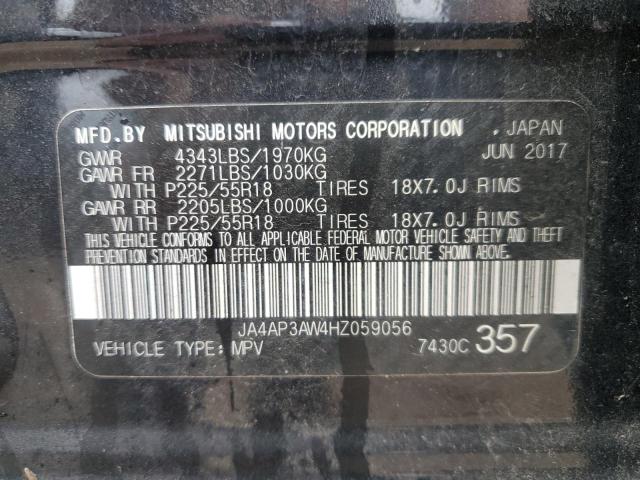 MFD.BY MITSUBISHI MOTORS CORPORATION . JAPAN
GVWR 4343LBS/1970KG JUN 2017
GAWR FR 2271LBS/1030KG
WITH P225/55R18 TIRES 18X7.0J RIMS
GAWR RR 2205LBS/1000KG
WITH P225/55R18 TIRES 18X7.0J RIMS
THIS VEHICLE CONFORMS TO ALL APPLICABLE FEDERAL MOTOR VEHICLE SAFETY AND THEFT
PREVENTION STANDARDS IN EFFECT ON THE DATE OF MANUFACTURE SHOWN ABOVE.
JA4AP3AW4HZ059056
VEHICLE TYPE:MPV 7430C 357